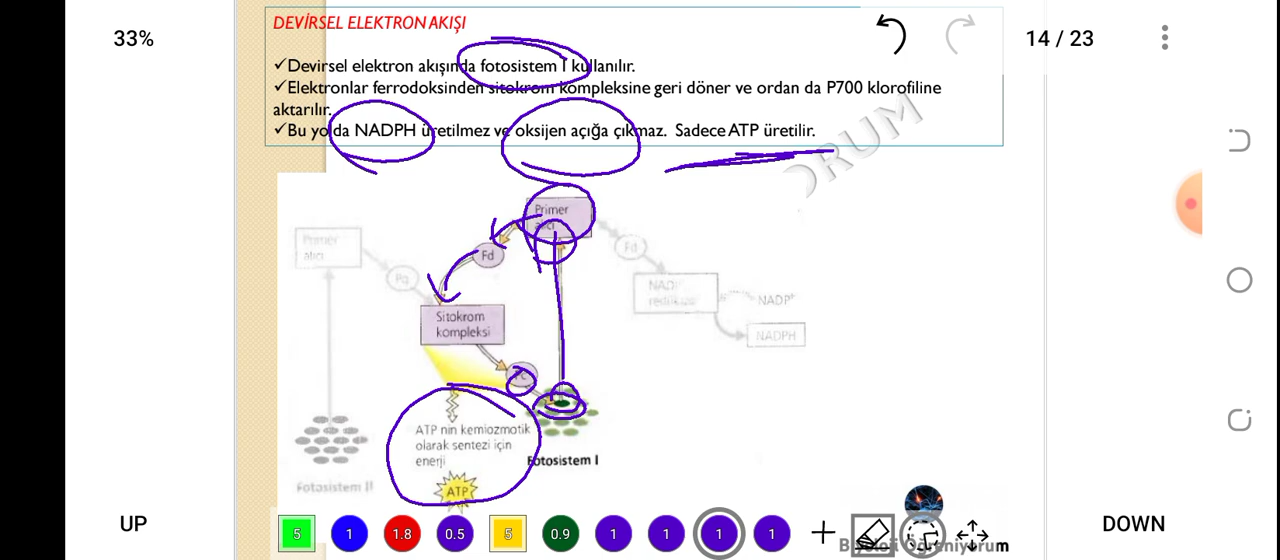 DEVİRSEL ELEKTRON AKIŞI
33%
14 / 23
✓Devirsel elektron akışında fotosistem I kullanılır.
✓Elektronlar ferrodoksinden sitokrom kompleksine geri döner ve ordan da P700 klorofiline
aktarılır.
✓Bu yolda NADPH üretilmez ve oksijen açığa çıkmaz. Sadece ATP üretilir.
ORUM
Primer
alıcı
Primer
alıcı
Fd
Fd
Pq
NADP+
NADPH
Sitokrom
kompleksi
ATP nin kemiozmotik
olarak sentezi için
enerji
ATP
Fotosistem I
Fotosistem II
UP
5
1
1.8
0.5
5
0.9
1
1
1
1
DOWN
Biyoloji Öğreniyorum